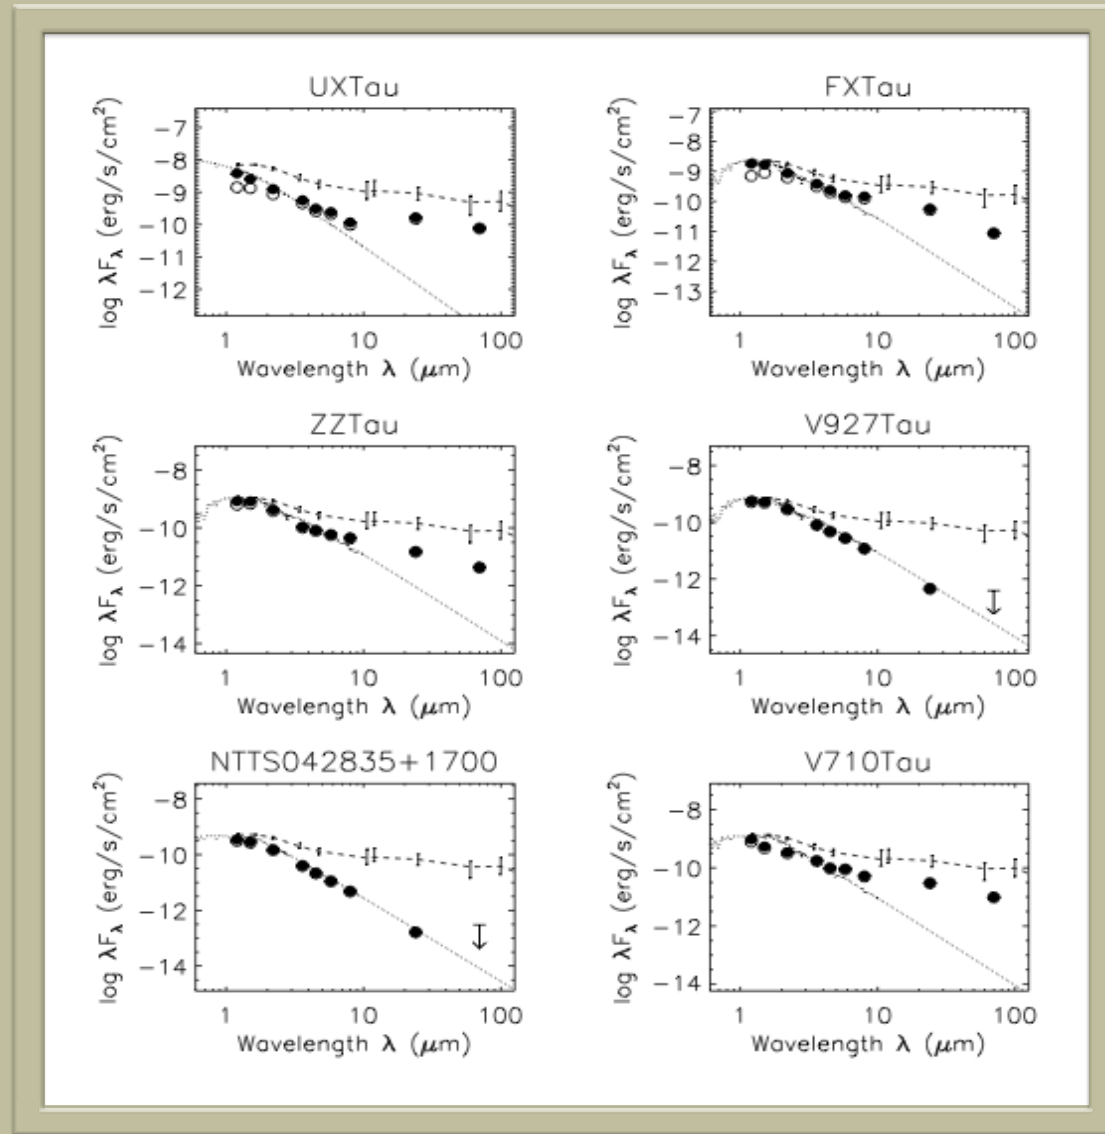 UXTau
log λFλ (erg/s/cm²)
−7
−8
−9
−10
−11
−12
1 10 100
Wavelength λ (μm)
FXTau
log λFλ (erg/s/cm²)
−7
−8
−9
−10
−11
−12
−13
1 10 100
Wavelength λ (μm)
ZZTau
log λFλ (erg/s/cm²)
−8
−10
−12
−14
1 10 100
Wavelength λ (μm)
V927Tau
log λFλ (erg/s/cm²)
−8
−10
−12
−14
1 10 100
Wavelength λ (μm)
NTTS042835+1700
log λFλ (erg/s/cm²)
−8
−10
−12
−14
1 10 100
Wavelength λ (μm)
V710Tau
log λFλ (erg/s/cm²)
−8
−10
−12
−14
1 10 100
Wavelength λ (μm)